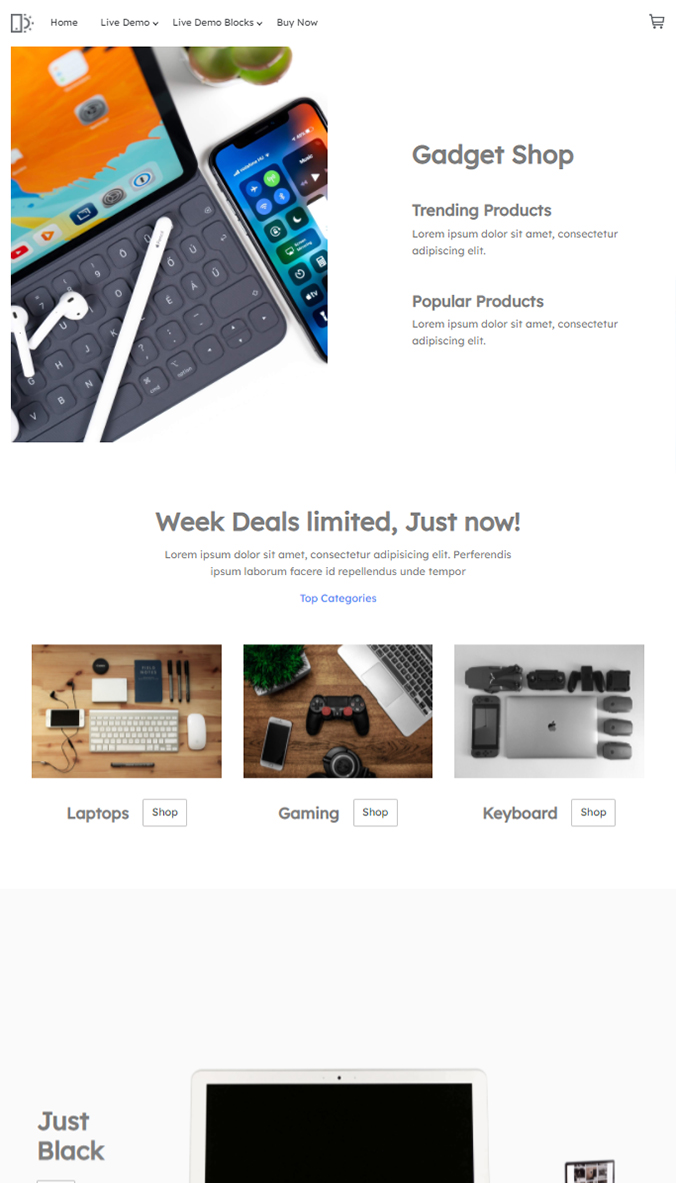 Home Live Demo Live Demo Blocks Buy Now
Gadget Shop
Trending Products
Lorem ipsum dolor sit amet, consectetur
adipiscing elit.
Popular Products
Lorem ipsum dolor sit amet, consectetur
adipiscing elit.
Week Deals limited, Just now!
Lorem ipsum dolor sit amet, consectetur adipisicing elit. Perferendis
ipsum laborum facere id repellendus unde tempor
Top Categories
Laptops Shop
Gaming Shop
Keyboard Shop
Just
Black